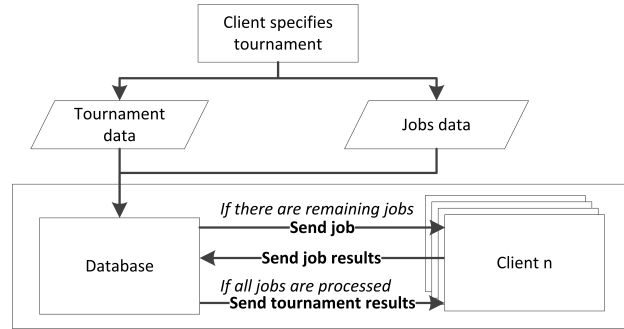 Client specifies
tournament
Tournament
data
Jobs data
If there are remaining jobs
Send job
Database
Send job results
Client n
If all jobs are processed
Send tournament results